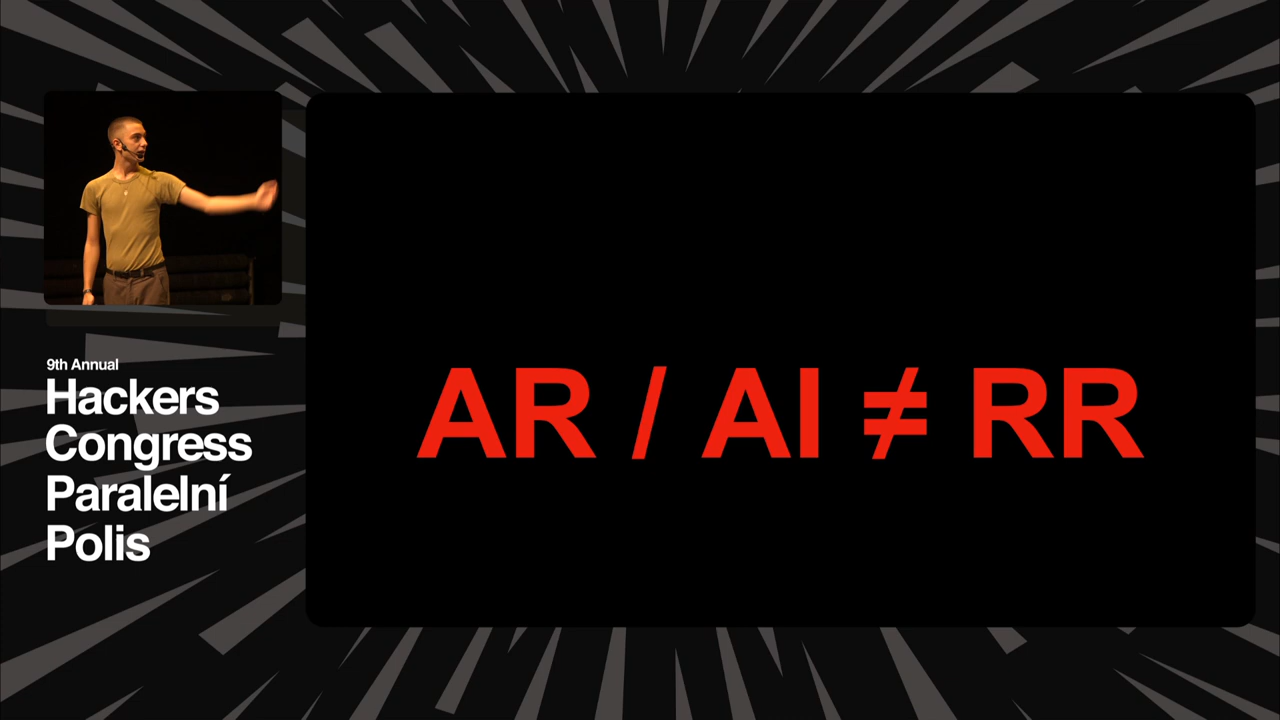 9th Annual
Hackers
Congress
Paralelní
Polis
AR / AI ≠ RR